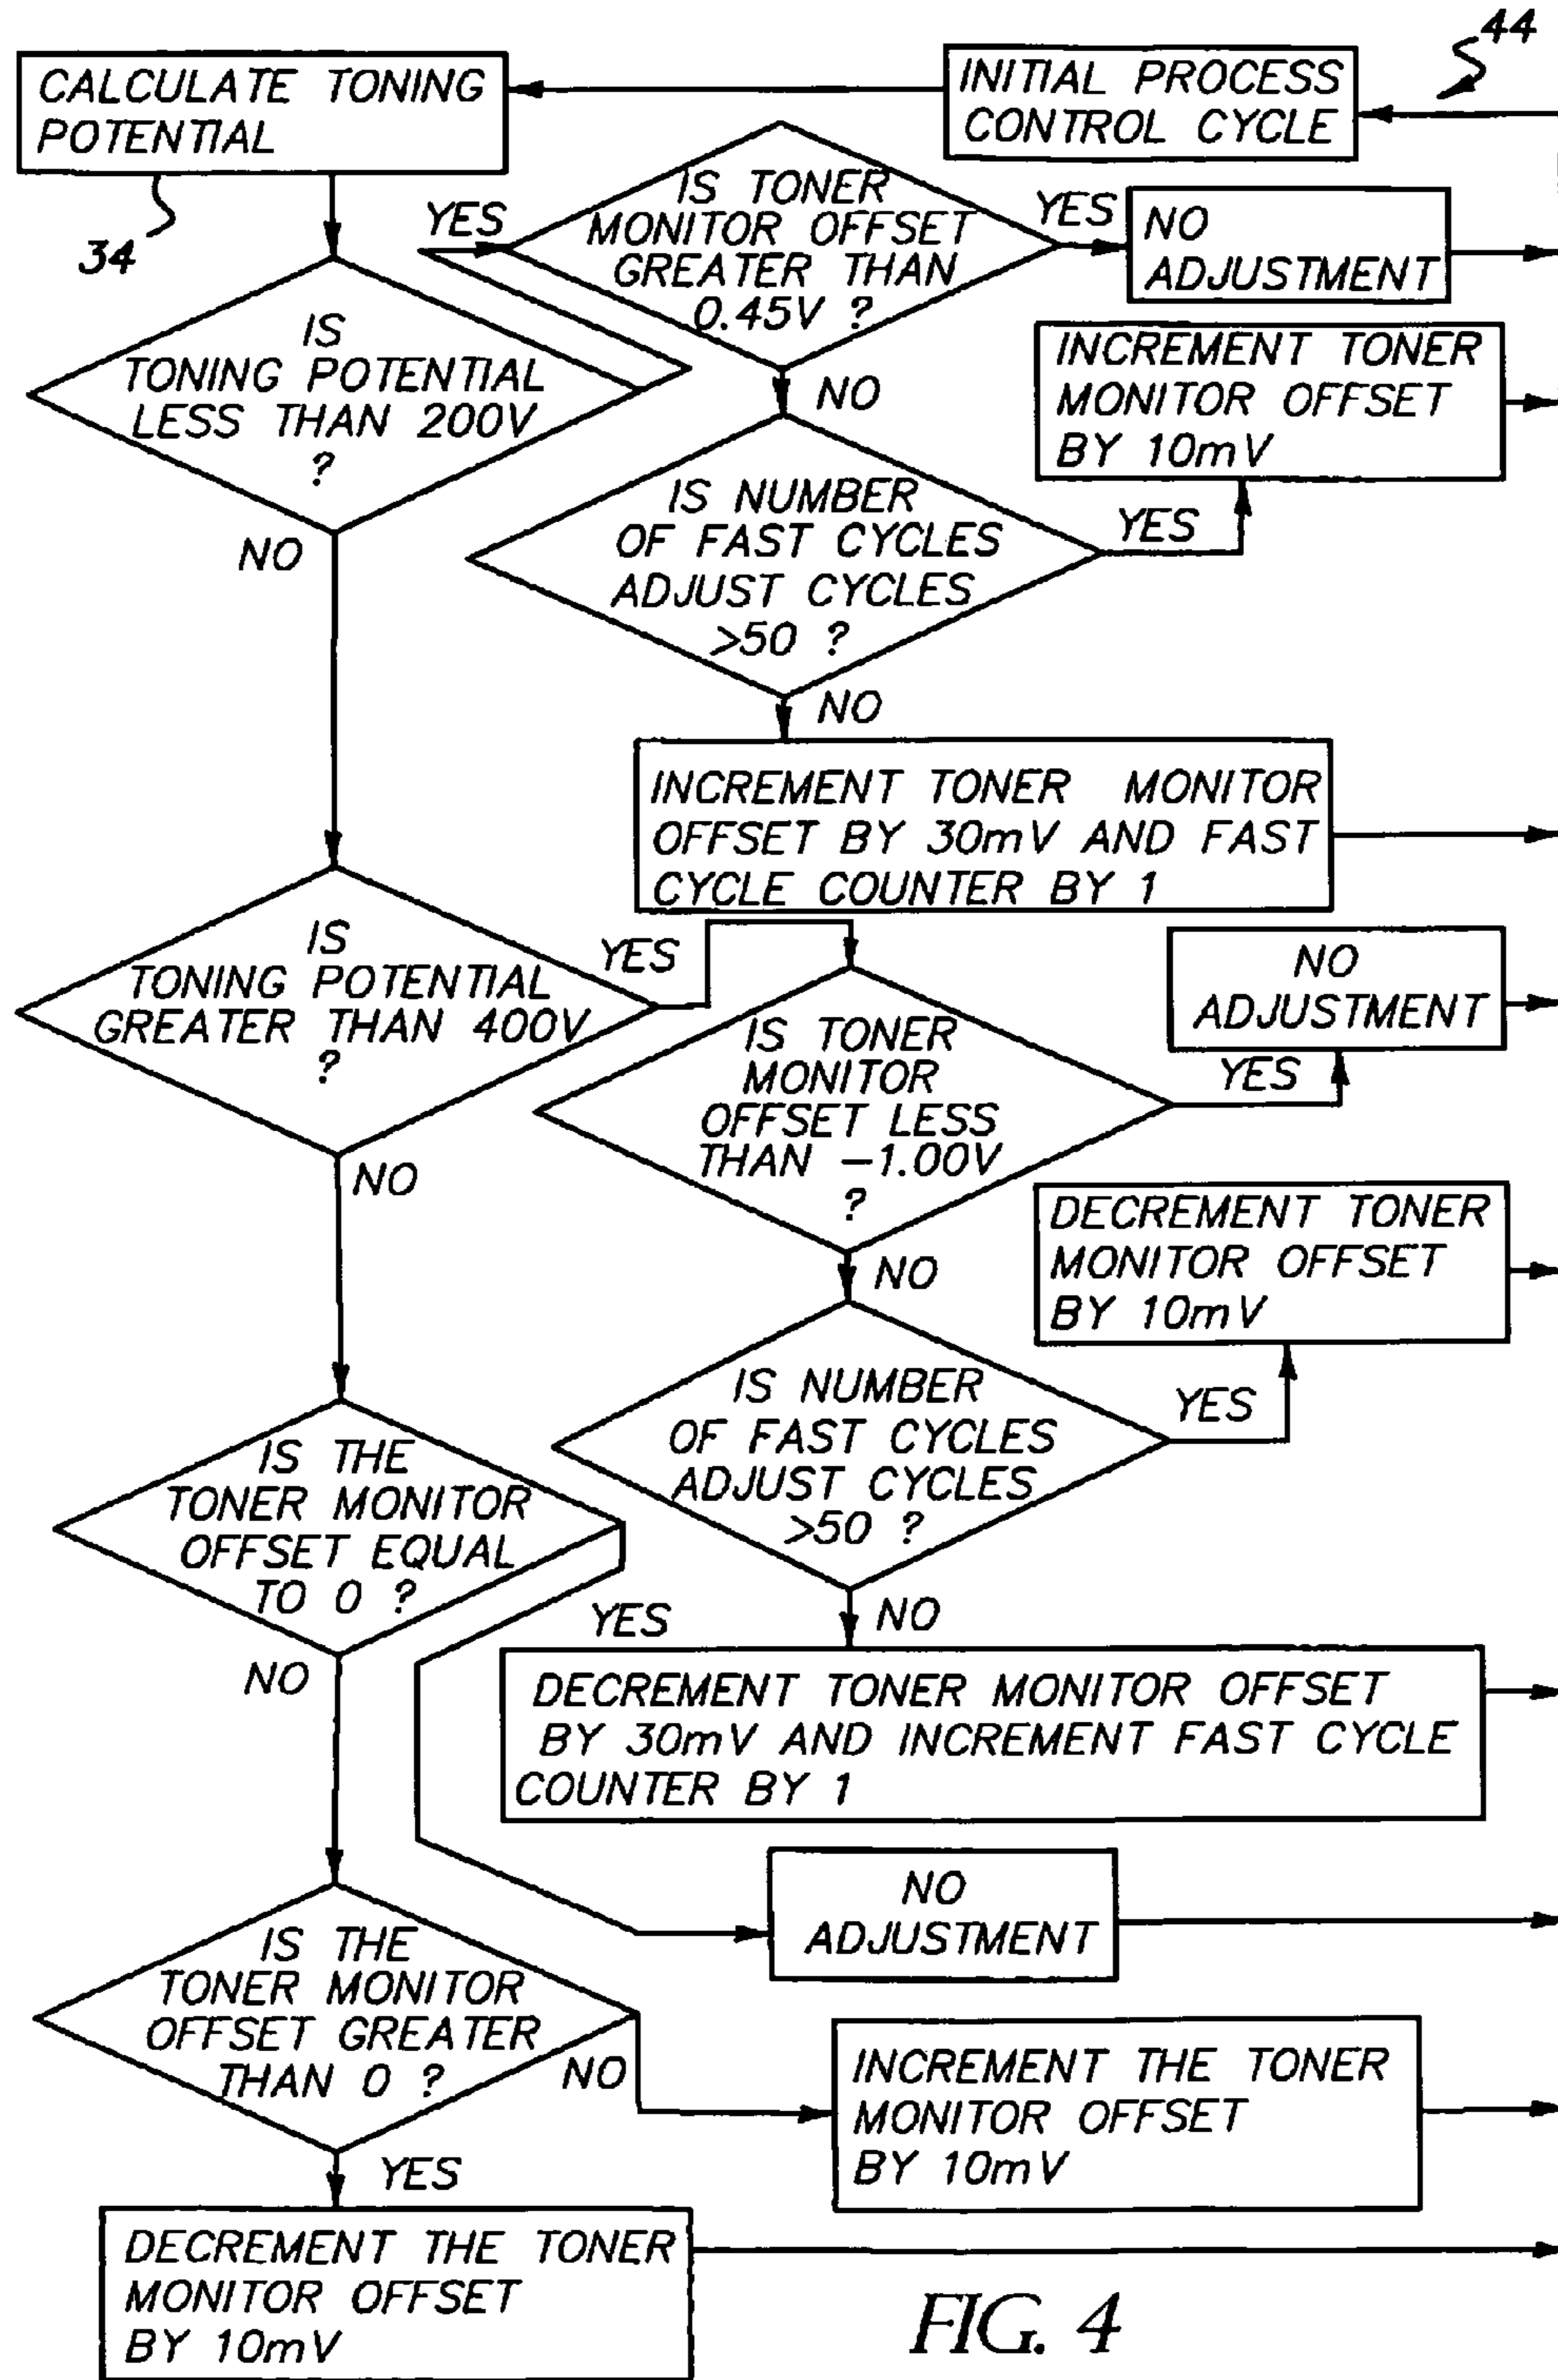 44
CALCULATE TONING
POTENTIAL
34
INITIAL PROCESS
CONTROL CYCLE
IS TONER
MONITOR OFFSET
GREATER THAN
0.45V ?
YES
YES
NO
ADJUSTMENT
IS
TONING POTENTIAL
LESS THAN 200V
?
NO
INCREMENT TONER
MONITOR OFFSET
BY 10mV
NO
IS NUMBER
OF FAST CYCLES
ADJUST CYCLES
>50 ?
YES
NO
INCREMENT TONER MONITOR
OFFSET BY 30mV AND FAST
CYCLE COUNTER BY 1
IS
TONING POTENTIAL
GREATER THAN 400V
?
YES
NO
ADJUSTMENT
IS TONER
MONITOR
OFFSET LESS
THAN -1.00V
?
YES
NO
NO
DECREMENT TONER
MONITOR OFFSET
BY 10mV
IS NUMBER
OF FAST CYCLES
ADJUST CYCLES
>50 ?
YES
IS THE
TONER MONITOR
OFFSET EQUAL
TO 0 ?
YES
NO
NO
DECREMENT TONER MONITOR OFFSET
BY 30mV AND INCREMENT FAST CYCLE
COUNTER BY 1
NO
ADJUSTMENT
IS THE
TONER MONITOR
OFFSET GREATER
THAN 0 ?
NO
INCREMENT THE TONER
MONITOR OFFSET
BY 10mV
YES
DECREMENT THE TONER
MONITOR OFFSET
BY 10mV
FIG. 4